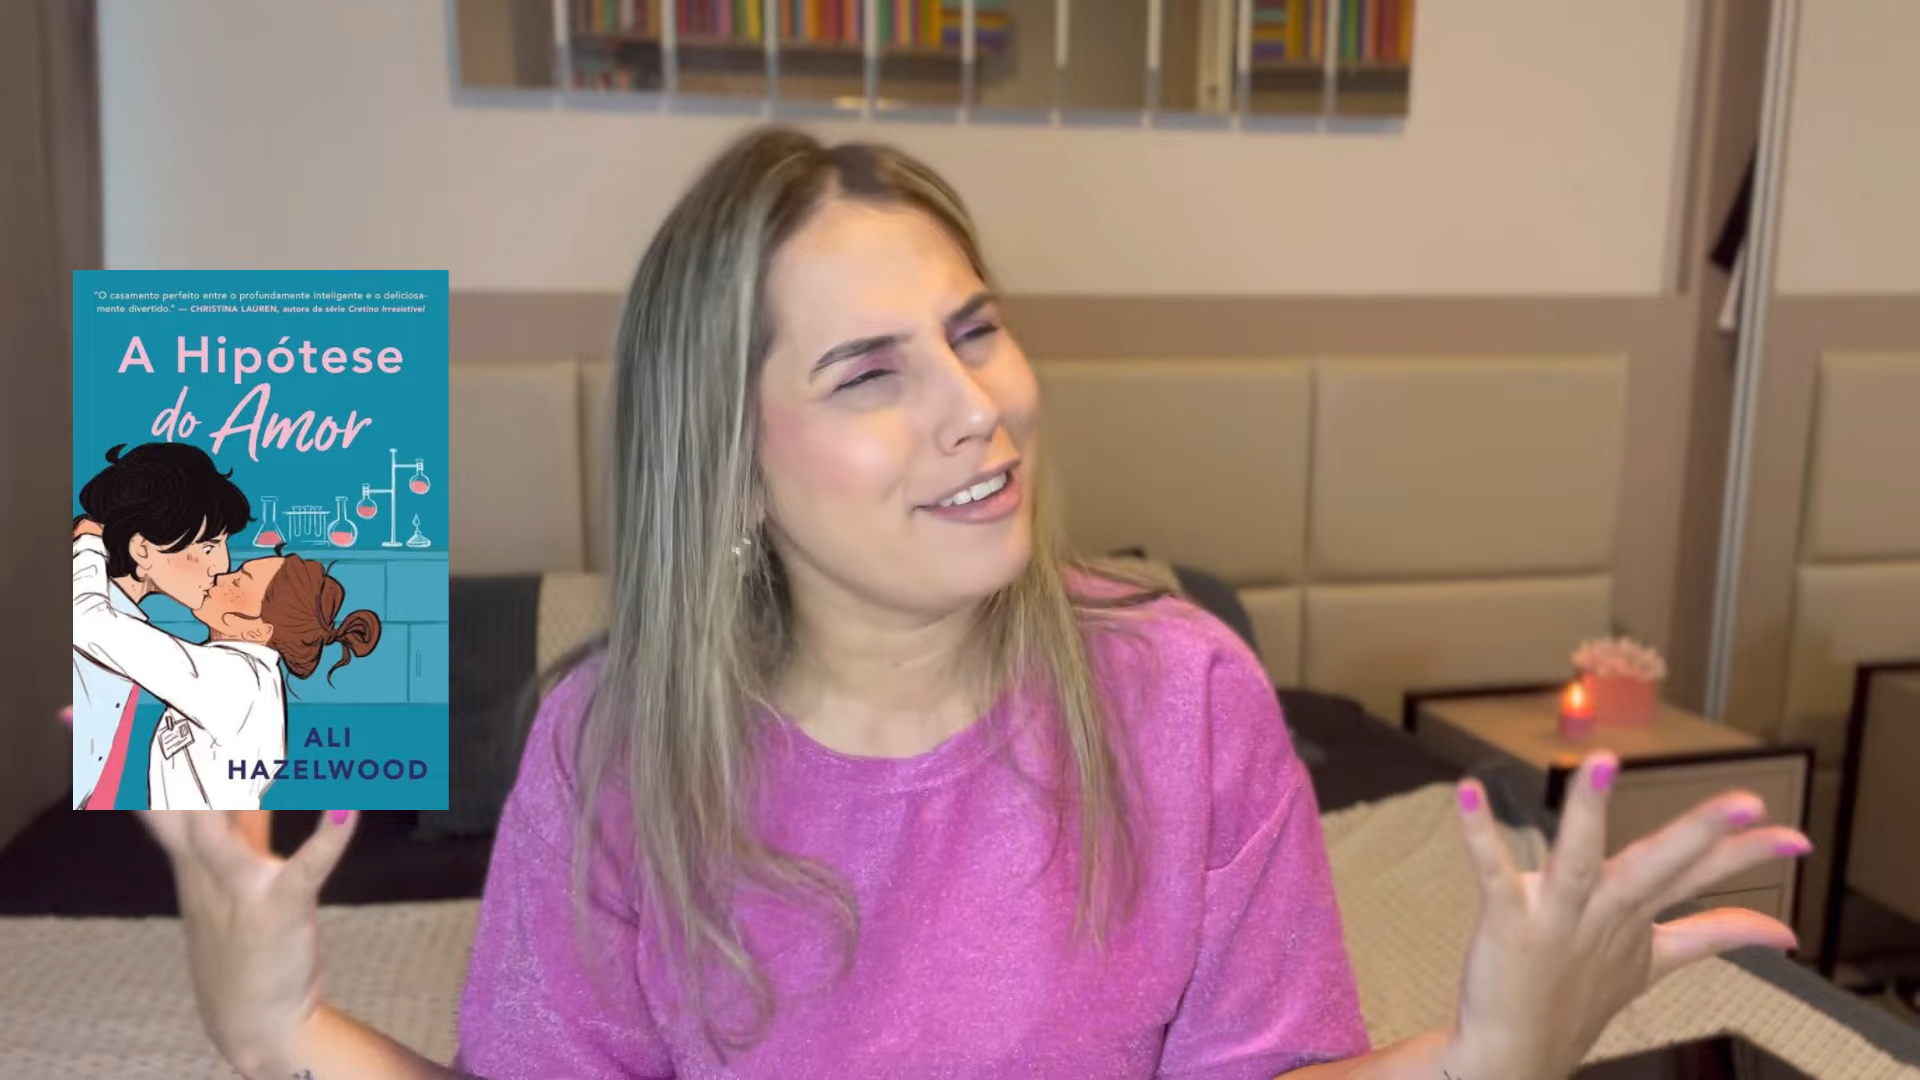 “O casamento perfeito entre o profundamente inteligente e o deliciosa-
mente divertido.” — CHRISTINA LAUREN, autora da série Cretino Irresistível
A Hipótese
do Amor
ALI
HAZELWOOD